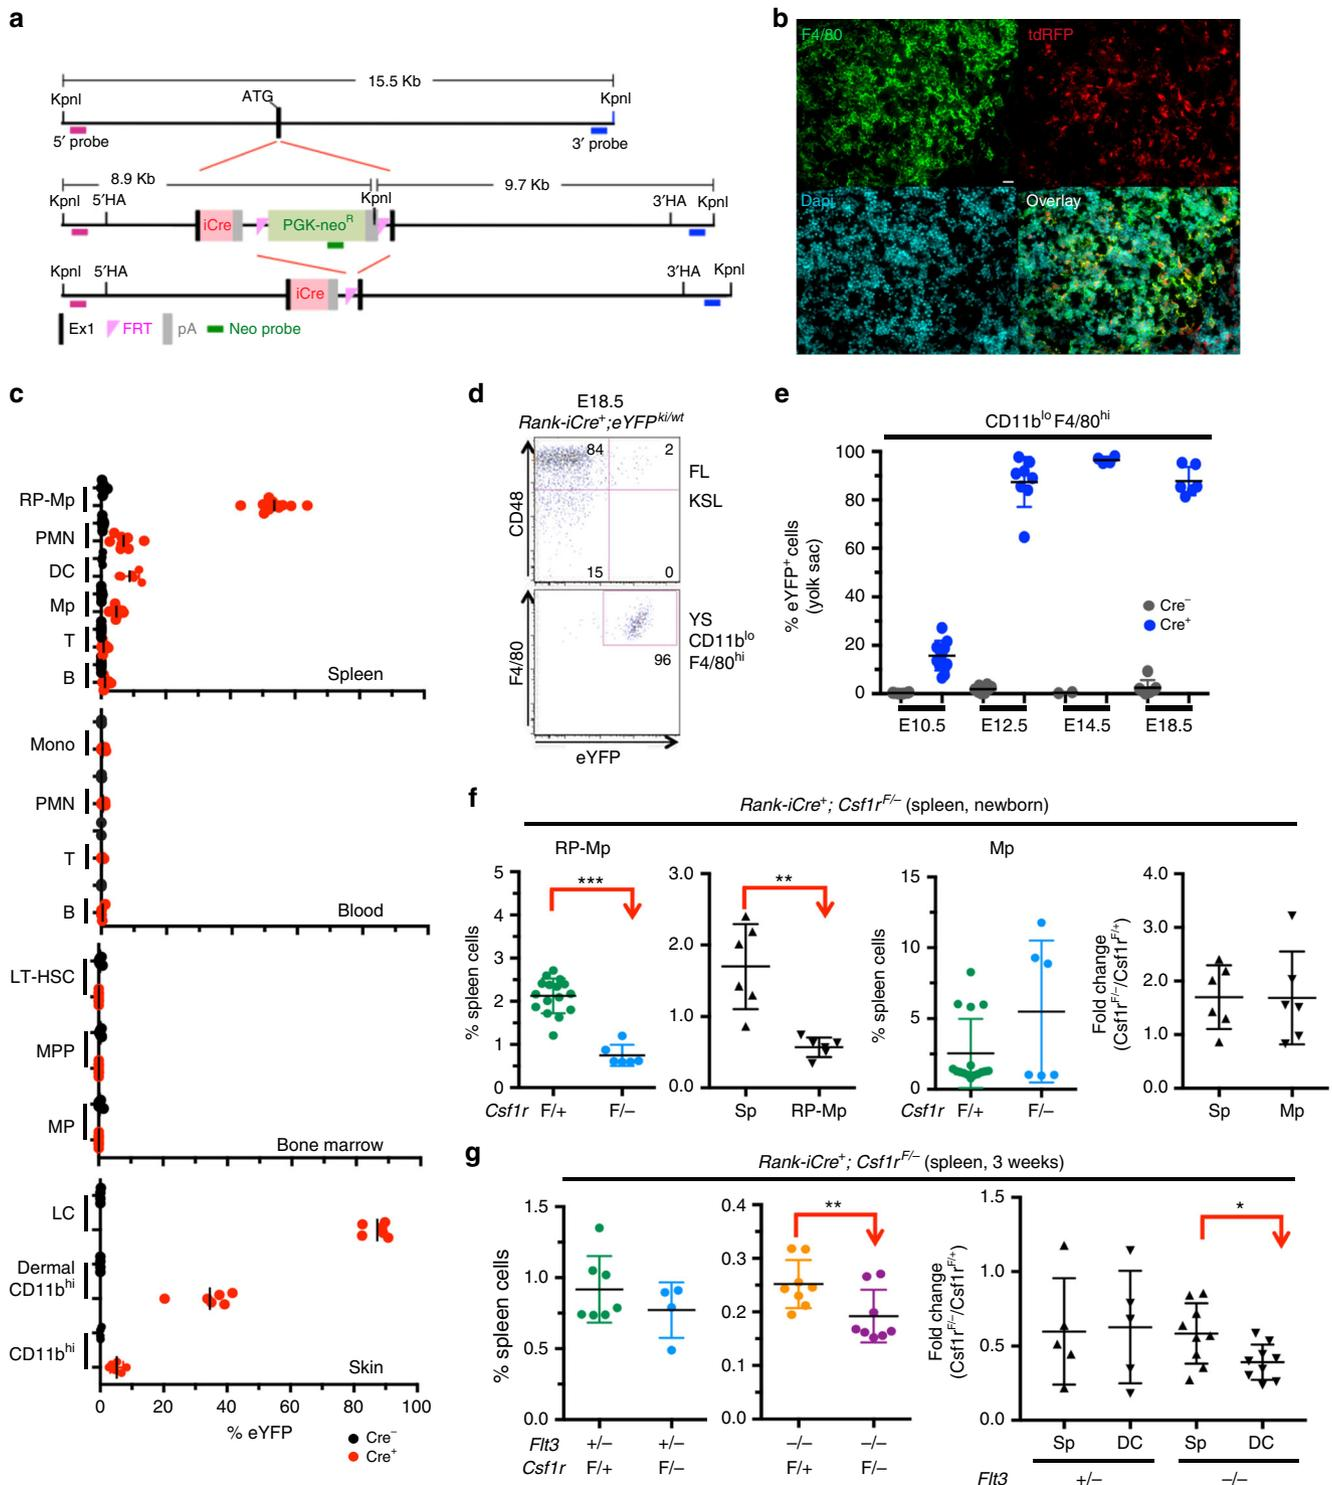 a
15.5 Kb
KpnI
ATG
KpnI
5′ probe
3′ probe
8.9 Kb
9.7 Kb
KpnI
5′HA
KpnI
3′HA
KpnI
iCre
PGK-neoR
KpnI
5′HA
3′HA
KpnI
iCre
Ex1
FRT
pA
Neo probe
b
F4/80
tdRFP
Dapi
Overlay
c
RP-Mp
PMN
DC
Mp
T
B
Spleen
Mono
PMN
T
B
Blood
LT-HSC
MPP
MP
Bone marrow
LC
Dermal
CD11bhi
CD11bhi
Skin
0 20 40 60 80 100
% eYFP
Cre–
Cre+
d
E18.5
Rank-iCre+;eYFPki/wt
84
2
FL
KSL
CD48
15
0
YS
CD11blo
F4/80hi
96
F4/80
eYFP
e
CD11blo F4/80hi
100
80
60
40
20
0
% eYFP+ cells
(yolk sac)
Cre–
Cre+
E10.5 E12.5 E14.5 E18.5
f
Rank-iCre+; Csf1rF/– (spleen, newborn)
RP-Mp
Mp
5
4
3
2
1
0
% spleen cells
***
Csf1r F/+ F/–
3.0
2.0
1.0
0.0
**
Sp RP-Mp
15
10
5
0
% spleen cells
Csf1r F/+ F/–
4.0
3.0
2.0
1.0
0.0
Fold change
(Csf1rF/–/Csf1rF/+)
Sp Mp
g
Rank-iCre+; Csf1rF/– (spleen, 3 weeks)
1.5
1.0
0.5
0.0
% spleen cells
Flt3 +/– +/–
Csf1r F/+ F/–
0.4
0.3
0.2
0.1
0.0
**
–/– –/–
F/+ F/–
1.5
1.0
0.5
0.0
Fold change
(Csf1rF/–/Csf1rF/+)
*
Sp DC Sp DC
Flt3 +/– –/–